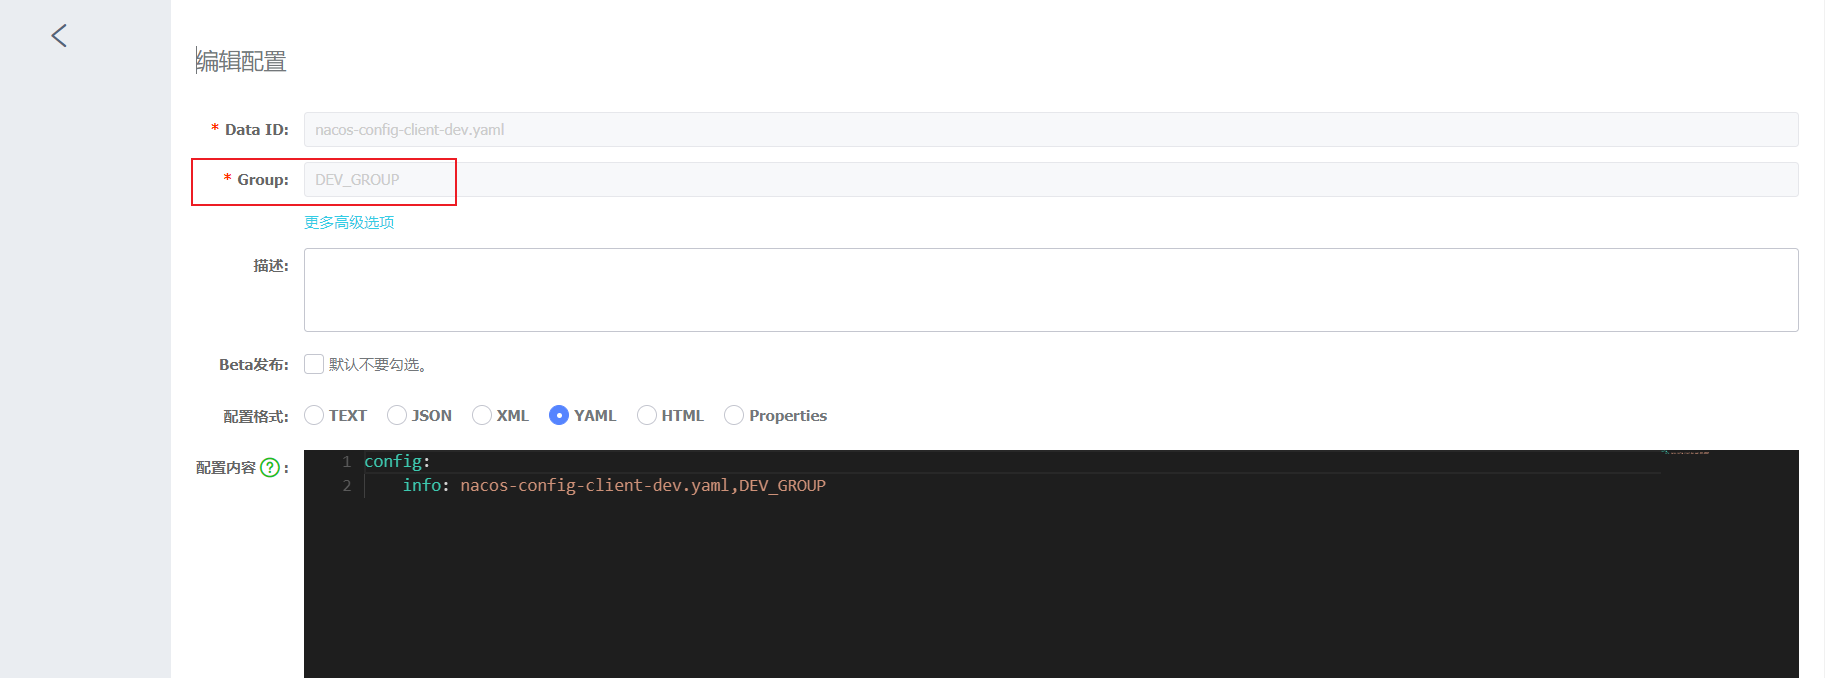 编辑配置
* Data ID: nacos-config-client-dev.yaml
* Group: DEV_GROUP
更多高级选项
描述:
Beta发布: 默认不要勾选。
配置格式: TEXT JSON XML YAML HTML Properties
配置内容 ? :
1 config:
2 info: nacos-config-client-dev.yaml,DEV_GROUP